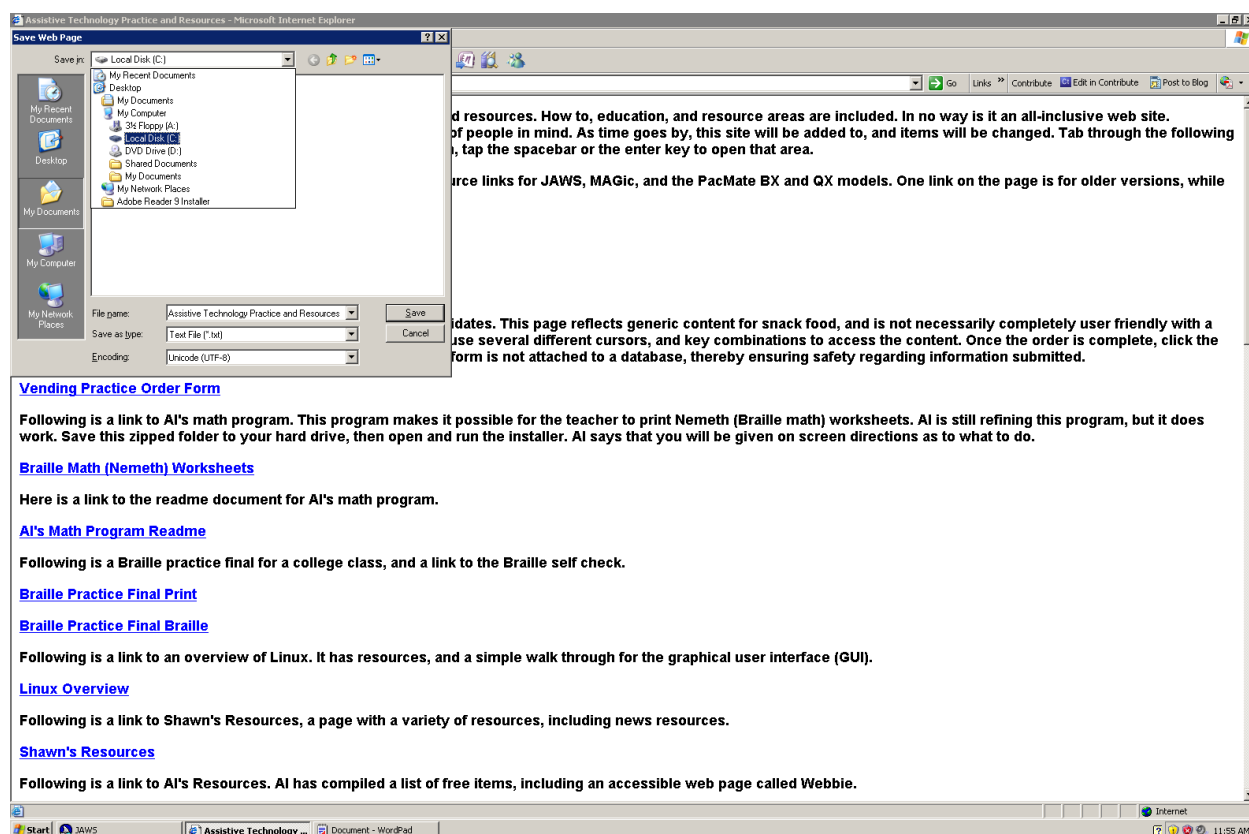 Assistive Technology Practice and Resources - Microsoft Internet Explorer
Save Web Page
Save in:
Local Disk (C:)
My Recent Documents
Desktop
My Documents
My Computer
3½ Floppy (A:)
Local Disk (C:)
DVD Drive (D:)
Shared Documents
My Documents
My Network Places
Adobe Reader 9 Installer
My Recent
Documents
Desktop
My Documents
My Computer
My Network
Places
File name:
Assistive Technology Practice and Resources
Save
Save as type:
Text File (*.txt)
Cancel
Encoding:
Unicode (UTF-8)
Go
Links »
Contribute
Edit in Contribute
Post to Blog
d resources. How to, education, and resource areas are included. In no way is it an all-inclusive web site.
of people in mind. As time goes by, this site will be added to, and items will be changed. Tab through the following
, tap the spacebar or the enter key to open that area.
urce links for JAWS, MAGic, and the PacMate BX and QX models. One link on the page is for older versions, while
idates. This page reflects generic content for snack food, and is not necessarily completely user friendly with a
use several different cursors, and key combinations to access the content. Once the order is complete, click the
form is not attached to a database, thereby ensuring safety regarding information submitted.
Vending Practice Order Form
Following is a link to Al's math program. This program makes it possible for the teacher to print Nemeth (Braille math) worksheets. Al is still refining this program, but it does
work. Save this zipped folder to your hard drive, then open and run the installer. Al says that you will be given on screen directions as to what to do.
Braille Math (Nemeth) Worksheets
Here is a link to the readme document for Al's math program.
Al's Math Program Readme
Following is a Braille practice final for a college class, and a link to the Braille self check.
Braille Practice Final Print
Braille Practice Final Braille
Following is a link to an overview of Linux. It has resources, and a simple walk through for the graphical user interface (GUI).
Linux Overview
Following is a link to Shawn's Resources, a page with a variety of resources, including news resources.
Shawn's Resources
Following is a link to Al's Resources. Al has compiled a list of free items, including an accessible web page called Webbie.
Internet
Start
JAWS
Assistive Technology ...
Document - WordPad
11:55 AM